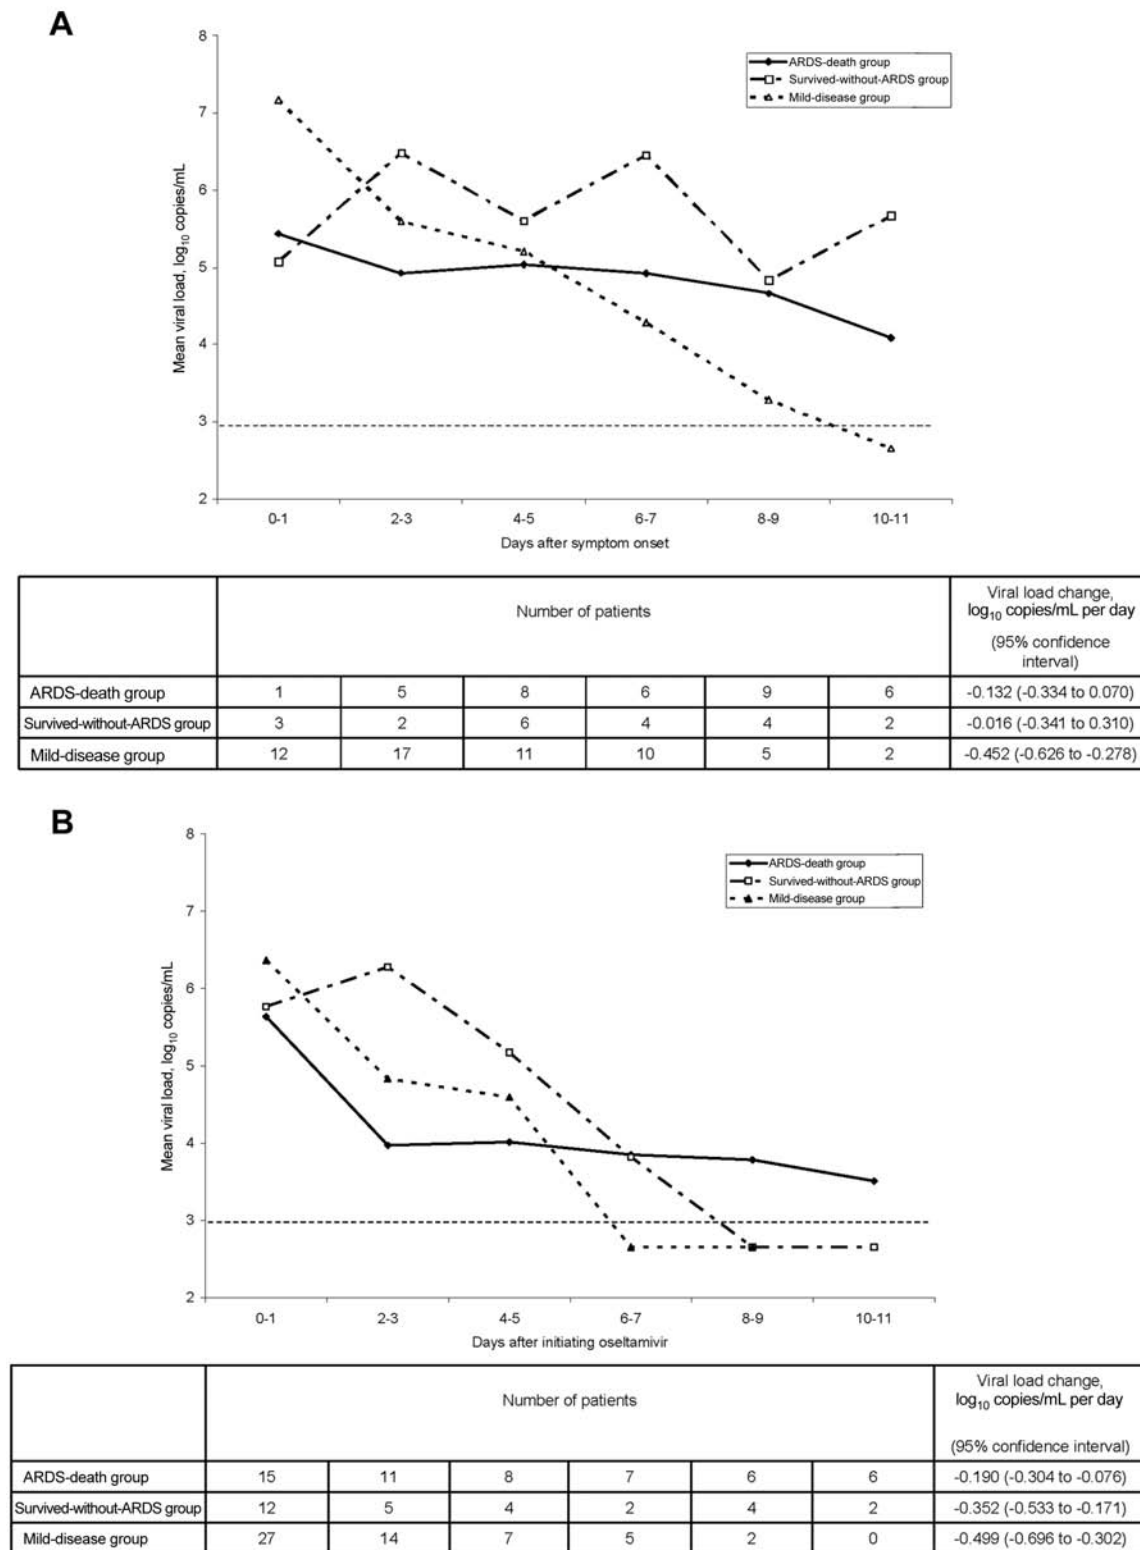 A
8
7
6
5
4
3
2
Mean viral load, log10 copies/mL
ARDS-death group
Survived-without-ARDS group
Mild-disease group
0-1 2-3 4-5 6-7 8-9 10-11
Days after symptom onset
Number of patients
Viral load change,
log10 copies/mL per day
(95% confidence
interval)
ARDS-death group 1 5 8 6 9 6 -0.132 (-0.334 to 0.070)
Survived-without-ARDS group 3 2 6 4 4 2 -0.016 (-0.341 to 0.310)
Mild-disease group 12 17 11 10 5 2 -0.452 (-0.626 to -0.278)
B
8
7
6
5
4
3
2
Mean viral load, log10 copies/mL
ARDS-death group
Survived-without-ARDS group
Mild-disease group
0-1 2-3 4-5 6-7 8-9 10-11
Days after initiating oseltamivir
Number of patients
Viral load change,
log10 copies/mL per day
(95% confidence interval)
ARDS-death group 15 11 8 7 6 6 -0.190 (-0.304 to -0.076)
Survived-without-ARDS group 12 5 4 2 4 2 -0.352 (-0.533 to -0.171)
Mild-disease group 27 14 7 5 2 0 -0.499 (-0.696 to -0.302)